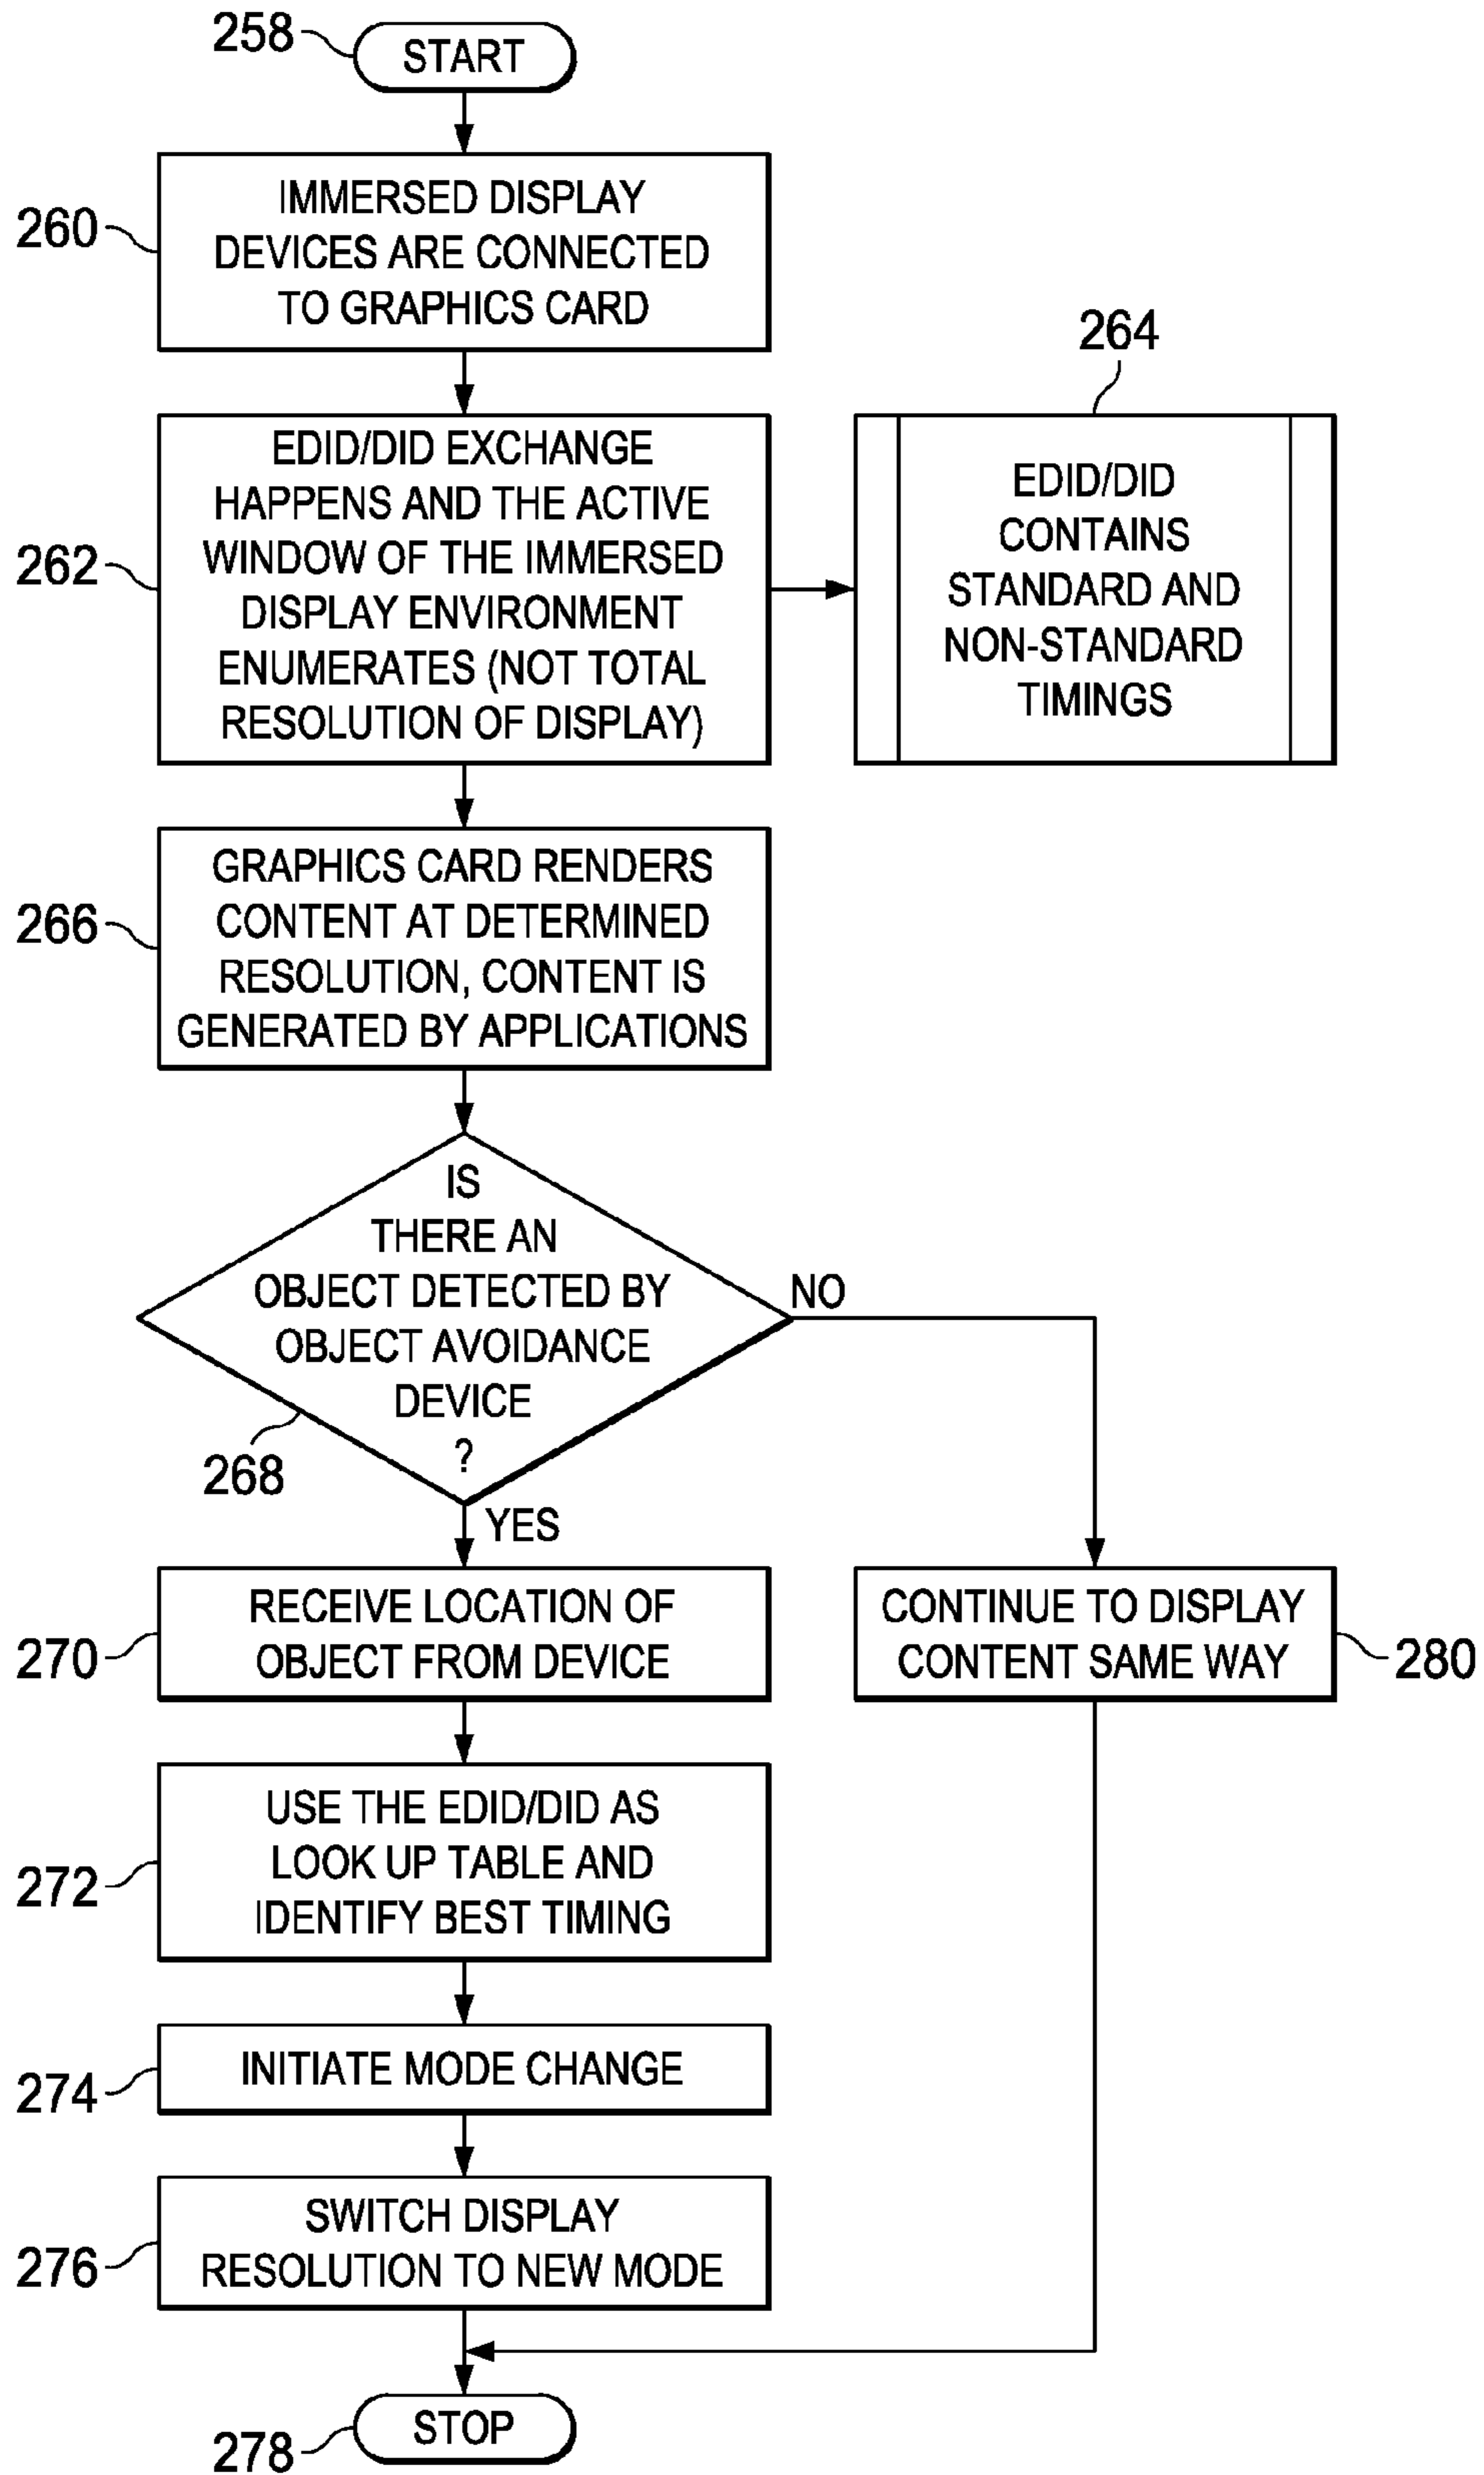 258
START
260
IMMERSED DISPLAY
DEVICES ARE CONNECTED
TO GRAPHICS CARD
262
EDID/DID EXCHANGE
HAPPENS AND THE ACTIVE
WINDOW OF THE IMMERSED
DISPLAY ENVIRONMENT
ENUMERATES (NOT TOTAL
RESOLUTION OF DISPLAY)
264
EDID/DID
CONTAINS
STANDARD AND
NON-STANDARD
TIMINGS
266
GRAPHICS CARD RENDERS
CONTENT AT DETERMINED
RESOLUTION, CONTENT IS
GENERATED BY APPLICATIONS
IS
THERE AN
OBJECT DETECTED BY
OBJECT AVOIDANCE
DEVICE
?
268
NO
YES
270
RECEIVE LOCATION OF
OBJECT FROM DEVICE
CONTINUE TO DISPLAY
CONTENT SAME WAY
280
272
USE THE EDID/DID AS
LOOK UP TABLE AND
IDENTIFY BEST TIMING
274
INITIATE MODE CHANGE
276
SWITCH DISPLAY
RESOLUTION TO NEW MODE
278
STOP